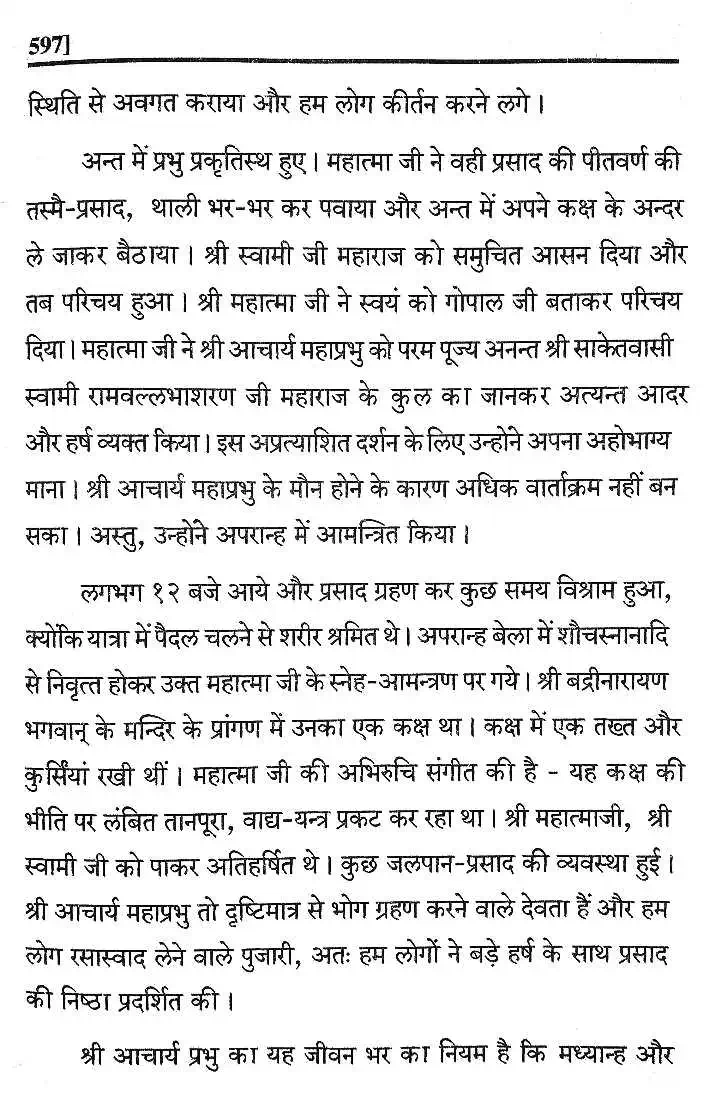 597]
स्थिति से अवगत कराया और हम लोग कीर्तन करने लगे ।
अन्त में प्रभु प्रकृतिस्थ हुए । महात्मा जी ने वही प्रसाद की पीतवर्ण की
तस्मै-प्रसाद, थाली भर-भर कर पवाया और अन्त में अपने कक्ष के अन्दर
ले जाकर बैठाया । श्री स्वामी जी महाराज को समुचित आसन दिया और
तब परिचय हुआ । श्री महात्मा जी ने स्वयं को गोपाल जी बताकर परिचय
दिया । महात्मा जी ने श्री आचार्य महाप्रभु को परम पूज्य अनन्त श्री साकेतवासी
स्वामी रामवल्लभाशरण जी महाराज के कुल का जानकर अत्यन्त आदर
और हर्ष व्यक्त किया । इस अप्रत्याशित दर्शन के लिए उन्होंने अपना अहोभाग्य
माना । श्री आचार्य महाप्रभु के मौन होने के कारण अधिक वार्ताक्रम नहीं बन
सका । अस्तु, उन्होंने अपरान्ह में आमन्त्रित किया ।
लगभग १२ बजे आये और प्रसाद ग्रहण कर कुछ समय विश्राम हुआ,
क्योंकि यात्रा में पैदल चलने से शरीर श्रमित थे । अपरान्ह बेला में शौचस्नानादि
से निवृत्त होकर उक्त महात्मा जी के स्नेह-आमन्त्रण पर गये । श्री बद्रीनारायण
भगवान् के मन्दिर के प्रांगण में उनका एक कक्ष था । कक्ष में एक तख्त और
कुर्सियां रखी थीं । महात्मा जी की अभिरुचि संगीत की है - यह कक्ष की
भीति पर लंबित तानपूरा, वाद्य-यन्त्र प्रकट कर रहा था । श्री महात्माजी, श्री
स्वामी जी को पाकर अतिहर्षित थे । कुछ जलपान-प्रसाद की व्यवस्था हुई ।
श्री आचार्य महाप्रभु तो दृष्टिमात्र से भोग ग्रहण करने वाले देवता हैं और हम
लोग रसास्वाद लेने वाले पुजारी, अतः हम लोगों ने बड़े हर्ष के साथ प्रसाद
की निष्ठा प्रदर्शित की ।
श्री आचार्य प्रभु का यह जीवन भर का नियम है कि मध्यान्ह और